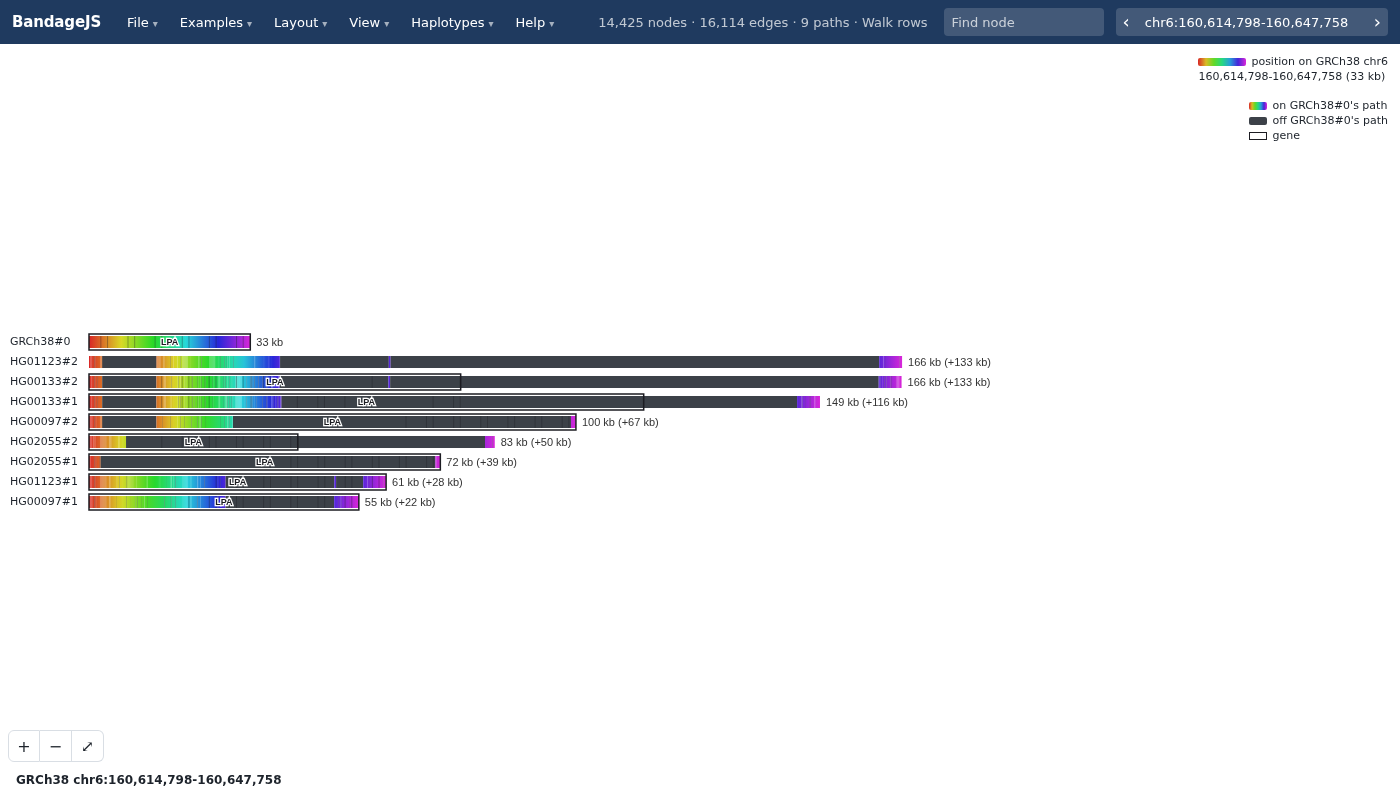 BandageJS File ▾ Examples ▾ Layout ▾ View ▾ Haplotypes ▾ Help ▾ 14,425 nodes · 16,114 edges · 9 paths · Walk rows Find node ‹ chr6:160,614,798-160,647,758 ›
position on GRCh38 chr6
160,614,798-160,647,758 (33 kb)
on GRCh38#0's path
off GRCh38#0's path
gene
GRCh38#0 LPA 33 kb
HG01123#2 166 kb (+133 kb)
HG00133#2 LPA 166 kb (+133 kb)
HG00133#1 LPA 149 kb (+116 kb)
HG00097#2 LPA 100 kb (+67 kb)
HG02055#2 LPA 83 kb (+50 kb)
HG02055#1 LPA 72 kb (+39 kb)
HG01123#1 LPA 61 kb (+28 kb)
HG00097#1 LPA 55 kb (+22 kb)
+ − ⤢
GRCh38 chr6:160,614,798-160,647,758